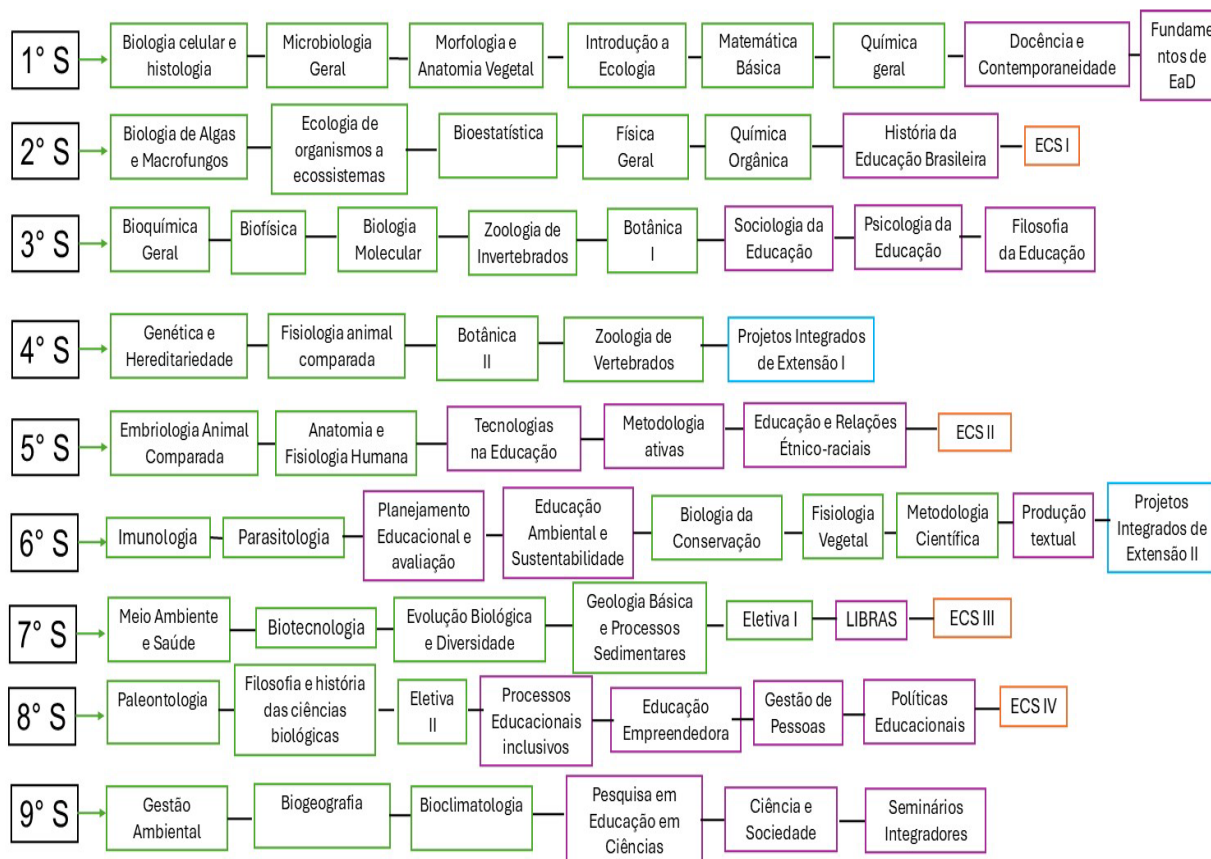 1° S
Biologia celular e
histologia
Microbiologia
Geral
Morfologia e
Anatomia Vegetal
Introdução a
Ecologia
Matemática
Básica
Química
geral
Docência e
Contemporaneidade
Fundame
ntos de
EaD
2° S
Biologia de Algas
e Macrofungos
Ecologia de
organismos a
ecossistemas
Bioestatística
Física
Geral
Química
Orgânica
História da
Educação Brasileira
ECS I
3° S
Bioquímica
Geral
Biofísica
Biologia
Molecular
Zoologia de
Invertebrados
Botânica
I
Sociologia da
Educação
Psicologia da
Educação
Filosofia
da Educação
4° S
Genética e
Hereditariedade
Fisiologia animal
comparada
Botânica
II
Zoologia de
Vertebrados
Projetos Integrados
de Extensão I
5° S
Embriologia Animal
Comparada
Anatomia e
Fisiologia Humana
Tecnologias
na Educação
Metodologia
ativas
Educação e Relações
Étnico-raciais
ECS II
6° S
Imunologia
Parasitologia
Planejamento
Educacional e
avaliação
Educação
Ambiental e
Sustentabilidade
Biologia da
Conservação
Fisiologia
Vegetal
Metodologia
Científica
Produção
textual
Projetos
Integrados de
Extensão II
7° S
Meio Ambiente
e Saúde
Biotecnologia
Evolução Biológica
e Diversidade
Geologia Básica
e Processos
Sedimentares
Eletiva I
LIBRAS
ECS III
8° S
Paleontologia
Filosofia e história
das ciências
biológicas
Eletiva
II
Processos
Educacionais
inclusivos
Educação
Empreendedora
Gestão de
Pessoas
Políticas
Educacionais
ECS IV
9° S
Gestão
Ambiental
Biogeografia
Bioclimatologia
Pesquisa em
Educação em
Ciências
Ciência e
Sociedade
Seminários
Integradores